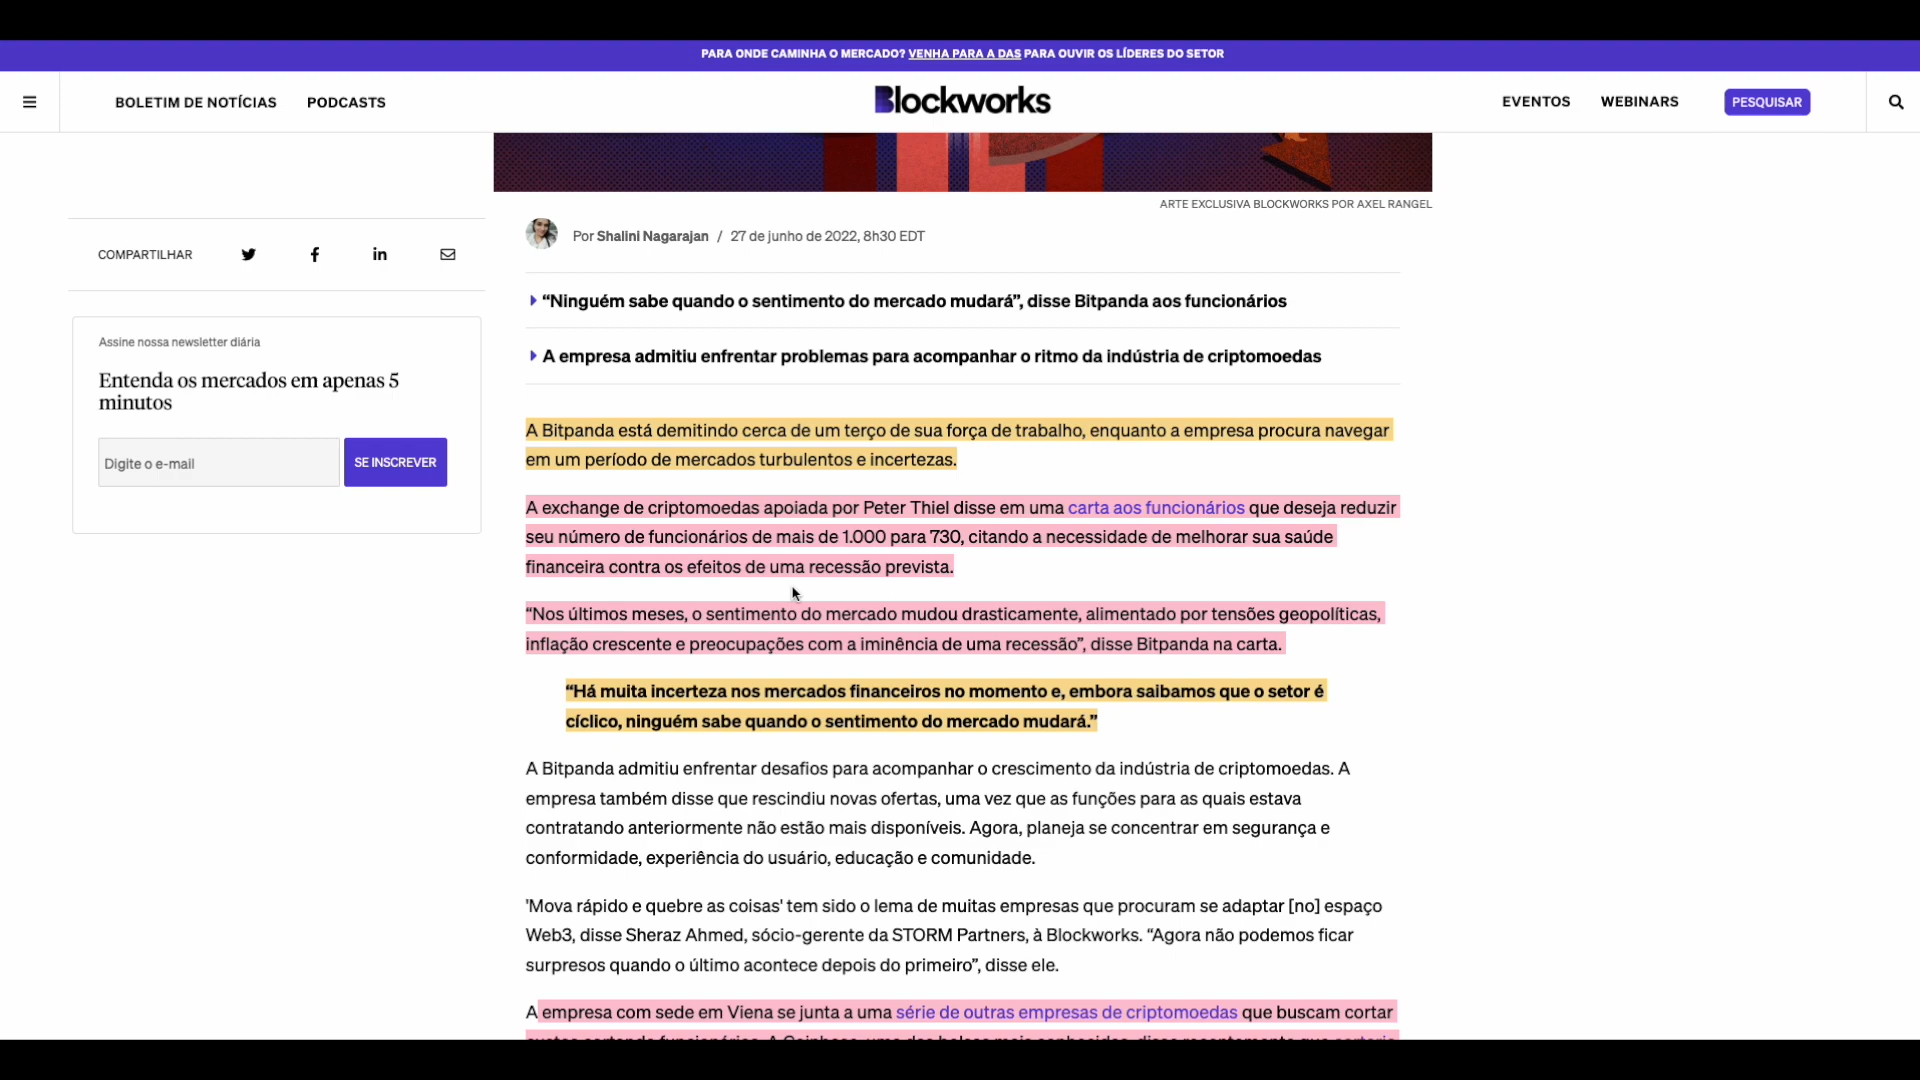 PARA ONDE CAMINHA O MERCADO? VENHA PARA A DAS PARA OUVIR OS LÍDERES DO SETOR
BOLETIM DE NOTÍCIAS PODCASTS Blockworks EVENTOS WEBINARS PESQUISAR
ARTE EXCLUSIVA BLOCKWORKS POR AXEL RANGEL
Por Shalini Nagarajan / 27 de junho de 2022, 8h30 EDT
COMPARTILHAR
Assine nossa newsletter diária
Entenda os mercados em apenas 5
minutos
Digite o e-mail SE INSCREVER
“Ninguém sabe quando o sentimento do mercado mudará”, disse Bitpanda aos funcionários
A empresa admitiu enfrentar problemas para acompanhar o ritmo da indústria de criptomoedas
A Bitpanda está demitindo cerca de um terço de sua força de trabalho, enquanto a empresa procura navegar
em um período de mercados turbulentos e incertezas.
A exchange de criptomoedas apoiada por Peter Thiel disse em uma carta aos funcionários que deseja reduzir
seu número de funcionários de mais de 1.000 para 730, citando a necessidade de melhorar sua saúde
financeira contra os efeitos de uma recessão prevista.
“Nos últimos meses, o sentimento do mercado mudou drasticamente, alimentado por tensões geopolíticas,
inflação crescente e preocupações com a iminência de uma recessão”, disse Bitpanda na carta.
“Há muita incerteza nos mercados financeiros no momento e, embora saibamos que o setor é
cíclico, ninguém sabe quando o sentimento do mercado mudará.”
A Bitpanda admitiu enfrentar desafios para acompanhar o crescimento da indústria de criptomoedas. A
empresa também disse que rescindiu novas ofertas, uma vez que as funções para as quais estava
contratando anteriormente não estão mais disponíveis. Agora, planeja se concentrar em segurança e
conformidade, experiência do usuário, educação e comunidade.
'Mova rápido e quebre as coisas' tem sido o lema de muitas empresas que procuram se adaptar [no] espaço
Web3, disse Sheraz Ahmed, sócio-gerente da STORM Partners, à Blockworks. “Agora não podemos ficar
surpresos quando o último acontece depois do primeiro”, disse ele.
A empresa com sede em Viena se junta a uma série de outras empresas de criptomoedas que buscam cortar